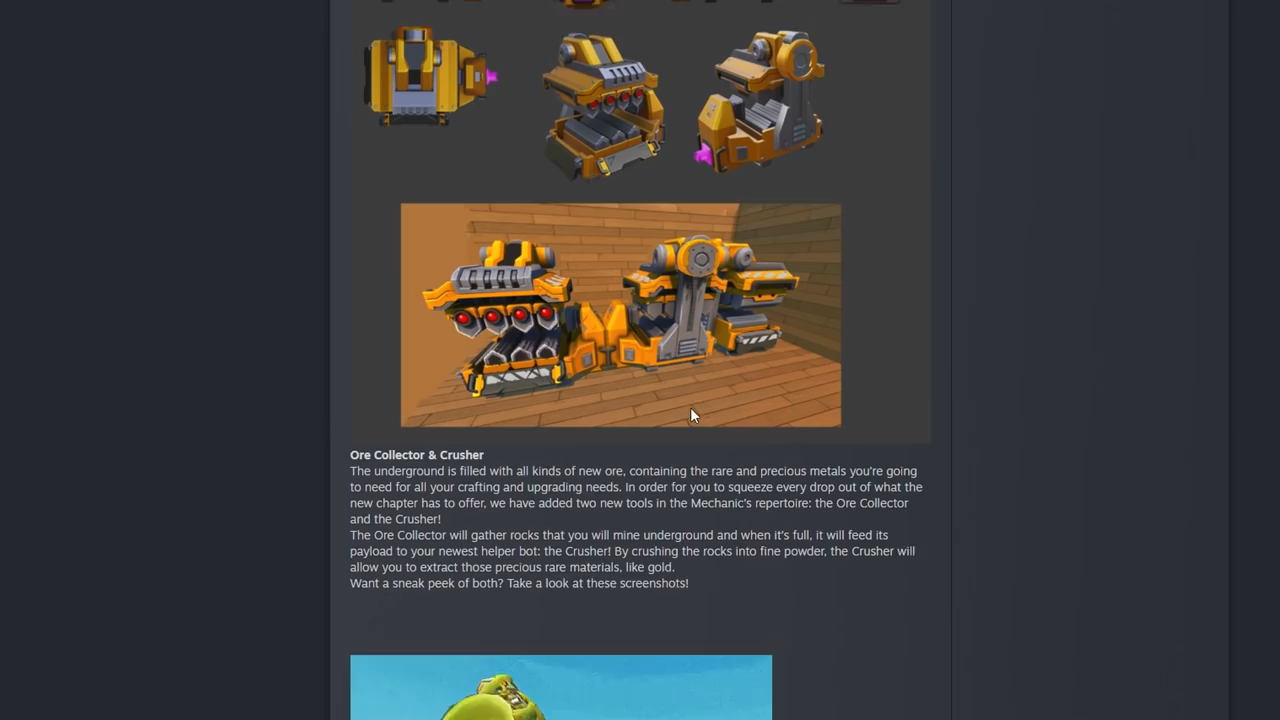 Ore Collector & Crusher
The underground is filled with all kinds of new ore, containing the rare and precious metals you're going
to need for all your crafting and upgrading needs. In order for you to squeeze every drop out of what the
new chapter has to offer, we have added two new tools in the Mechanic's repertoire: the Ore Collector
and the Crusher!
The Ore Collector will gather rocks that you will mine underground and when it's full, it will feed its
payload to your newest helper bot: the Crusher! By crushing the rocks into fine powder, the Crusher will
allow you to extract those precious rare materials, like gold.
Want a sneak peek of both? Take a look at these screenshots!